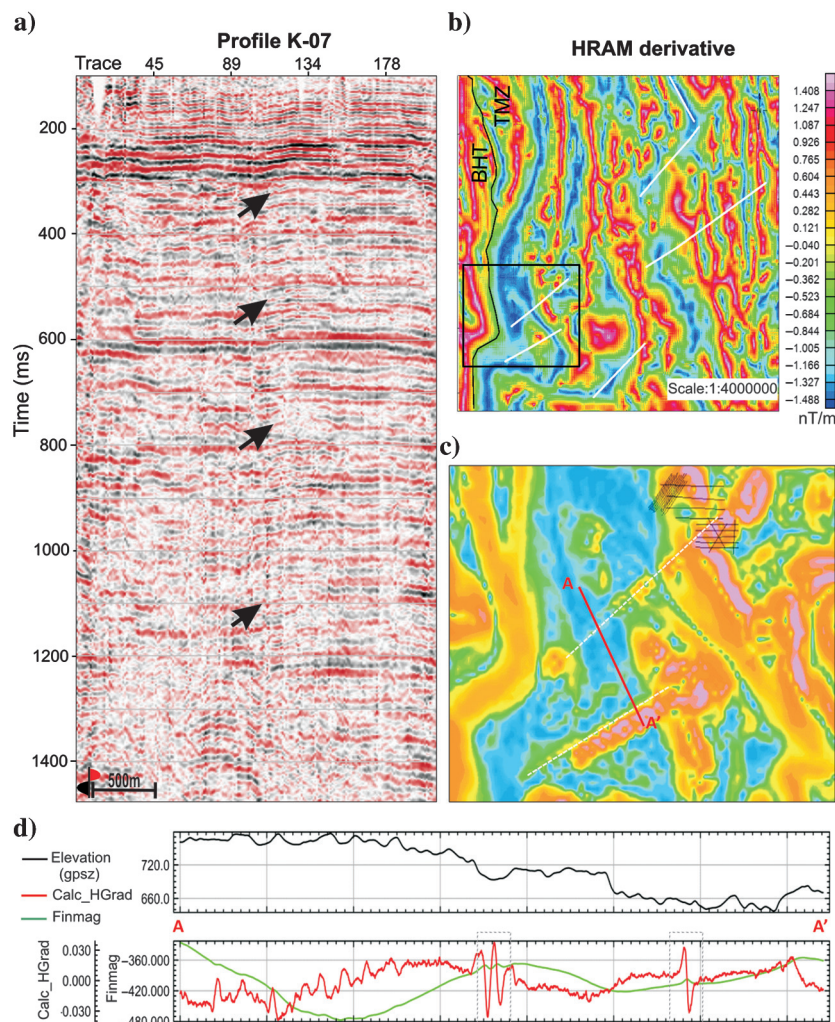 a)
Profile K-07
Trace 45 89 134 178
200
400
600
800
1000
1200
1400
Time (ms)
500m
b)
HRAM derivative
BHT
TMZ
Scale:1:4000000
1.408
1.247
1.087
0.926
0.765
0.604
0.443
0.282
0.121
−0.040
−0.201
−0.362
−0.523
−0.684
−0.844
−1.005
−1.166
−1.327
−1.488
nT/m
c)
A
A'
d)
Elevation
(gpsz)
Calc_HGrad
Finmag
720.0
660.0
A A'
Calc_HGrad
0.030
0.000
-0.030
Finmag
−360.000
−420.000
−480.000